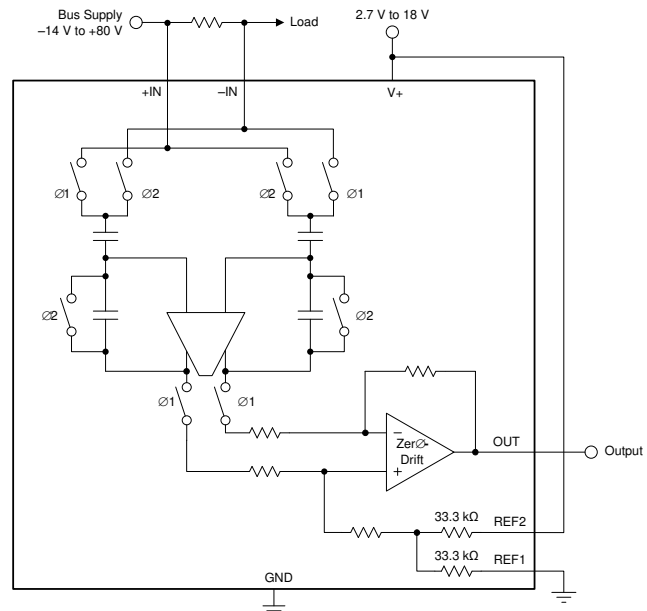 Bus Supply
–14 V to +80 V
Load
2.7 V to 18 V
+IN
–IN
V+
∅1
∅2
∅2
∅1
∅2
∅2
∅1
∅1
–
Zer∅-
Drift
+
OUT
Output
33.3 kΩ
REF2
33.3 kΩ
REF1
GND